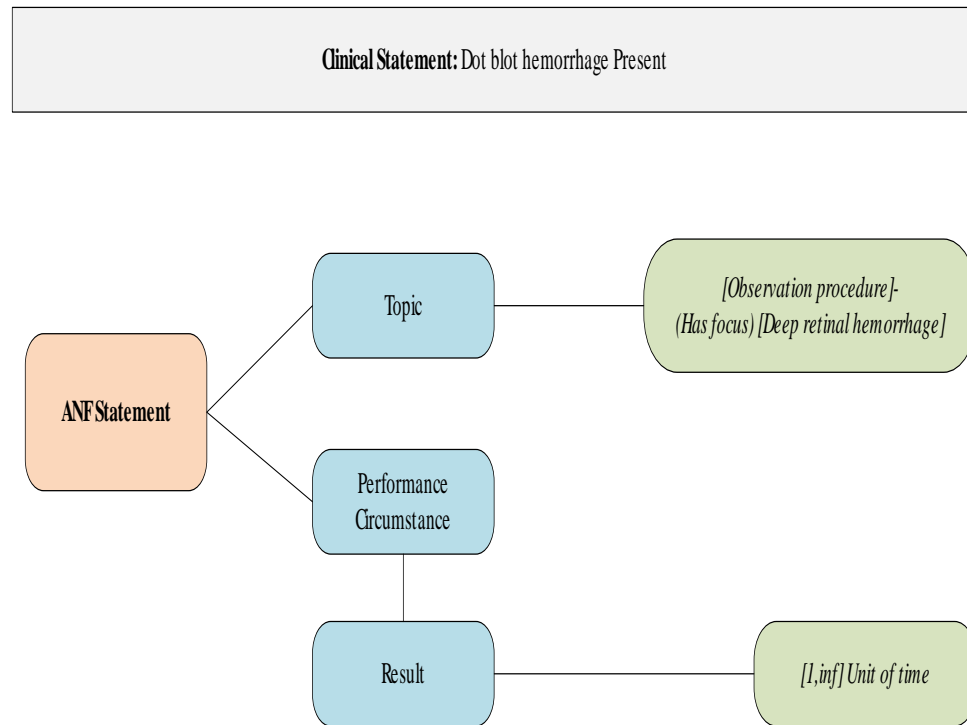 Clinical Statement: Dot blot hemorrhage Present
Topic
[Observation procedure]-
(Has focus) [Deep retinal hemorrhage]
ANF Statement
Performance
Circumstance
Result
[1,inf] Unit of time